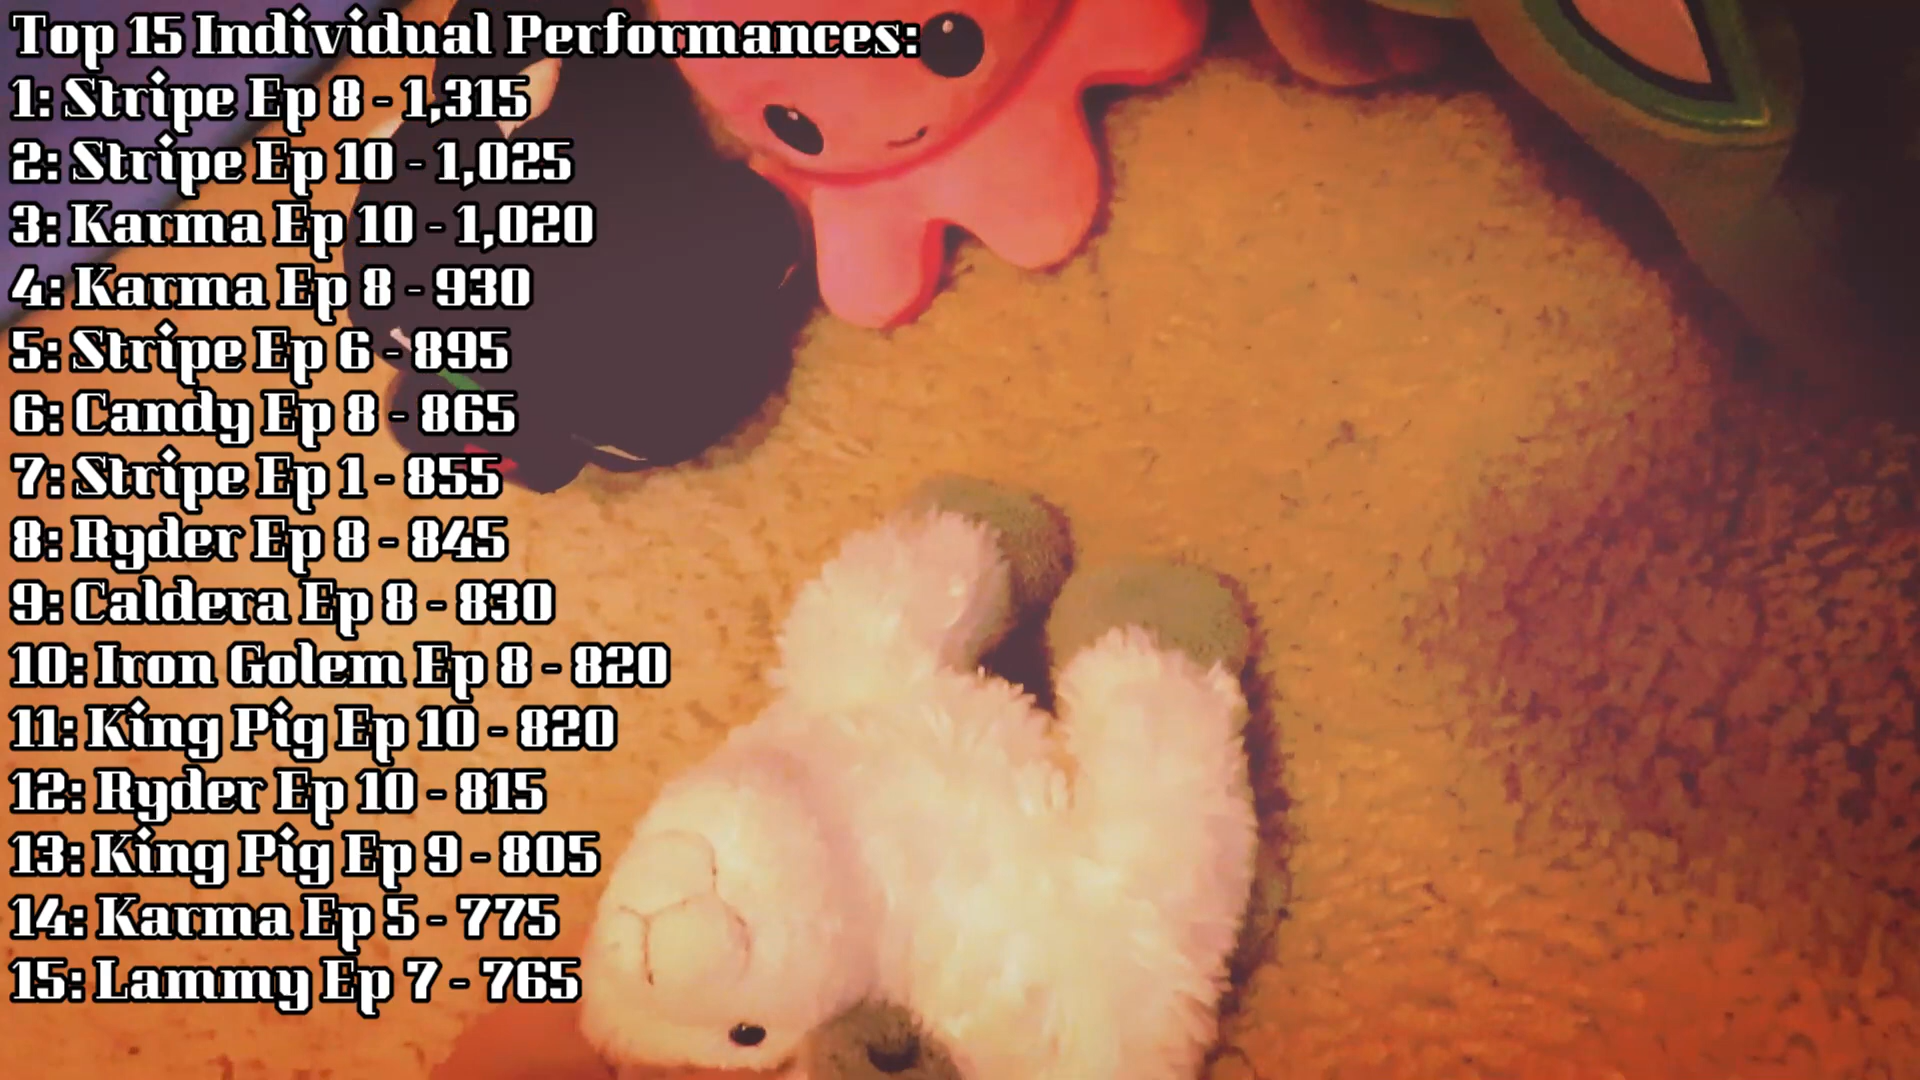 Top 15 Individual Performances:
1: Stripe Ep 8 - 1,315
2: Stripe Ep 10 - 1,025
3: Karma Ep 10 - 1,020
4: Karma Ep 8 - 930
5: Stripe Ep 6 - 895
6: Candy Ep 8 - 865
7: Stripe Ep 1 - 855
8: Ryder Ep 8 - 845
9: Caldera Ep 8 - 830
10: Iron Golem Ep 8 - 820
11: King Pig Ep 10 - 820
12: Ryder Ep 10 - 815
13: King Pig Ep 9 - 805
14: Karma Ep 5 - 775
15: Lammy Ep 7 - 765